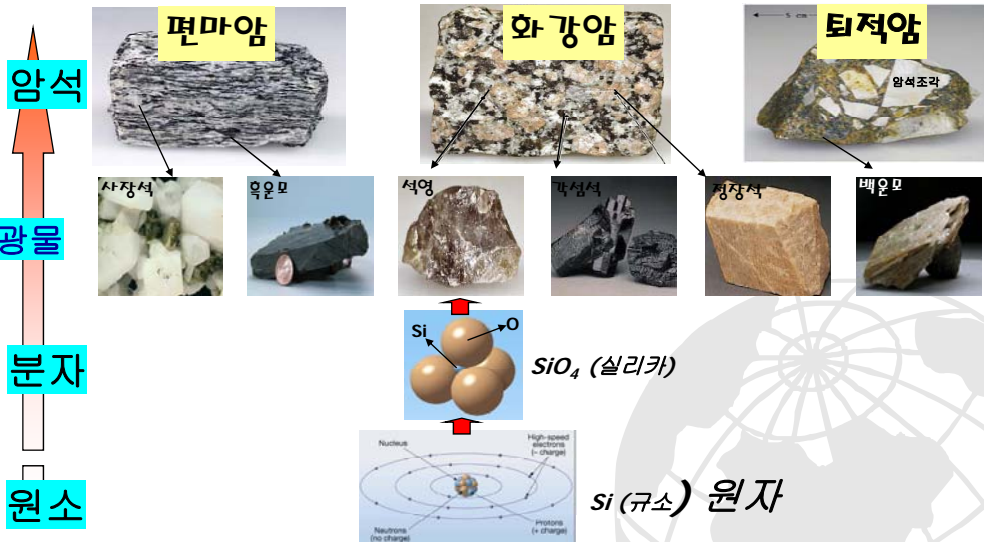 편마암
화강암
퇴적암
5 cm
암석
암석조각
사장석
흑운모
석영
각섬석
정장석
백운모
광물
Si
O
분자
SiO₄ (실리카)
Nucleus
High-speed
electrons
(– charge)
Neutrons
(no charge)
Protons
(+ charge)
원소
Si (규소) 원자